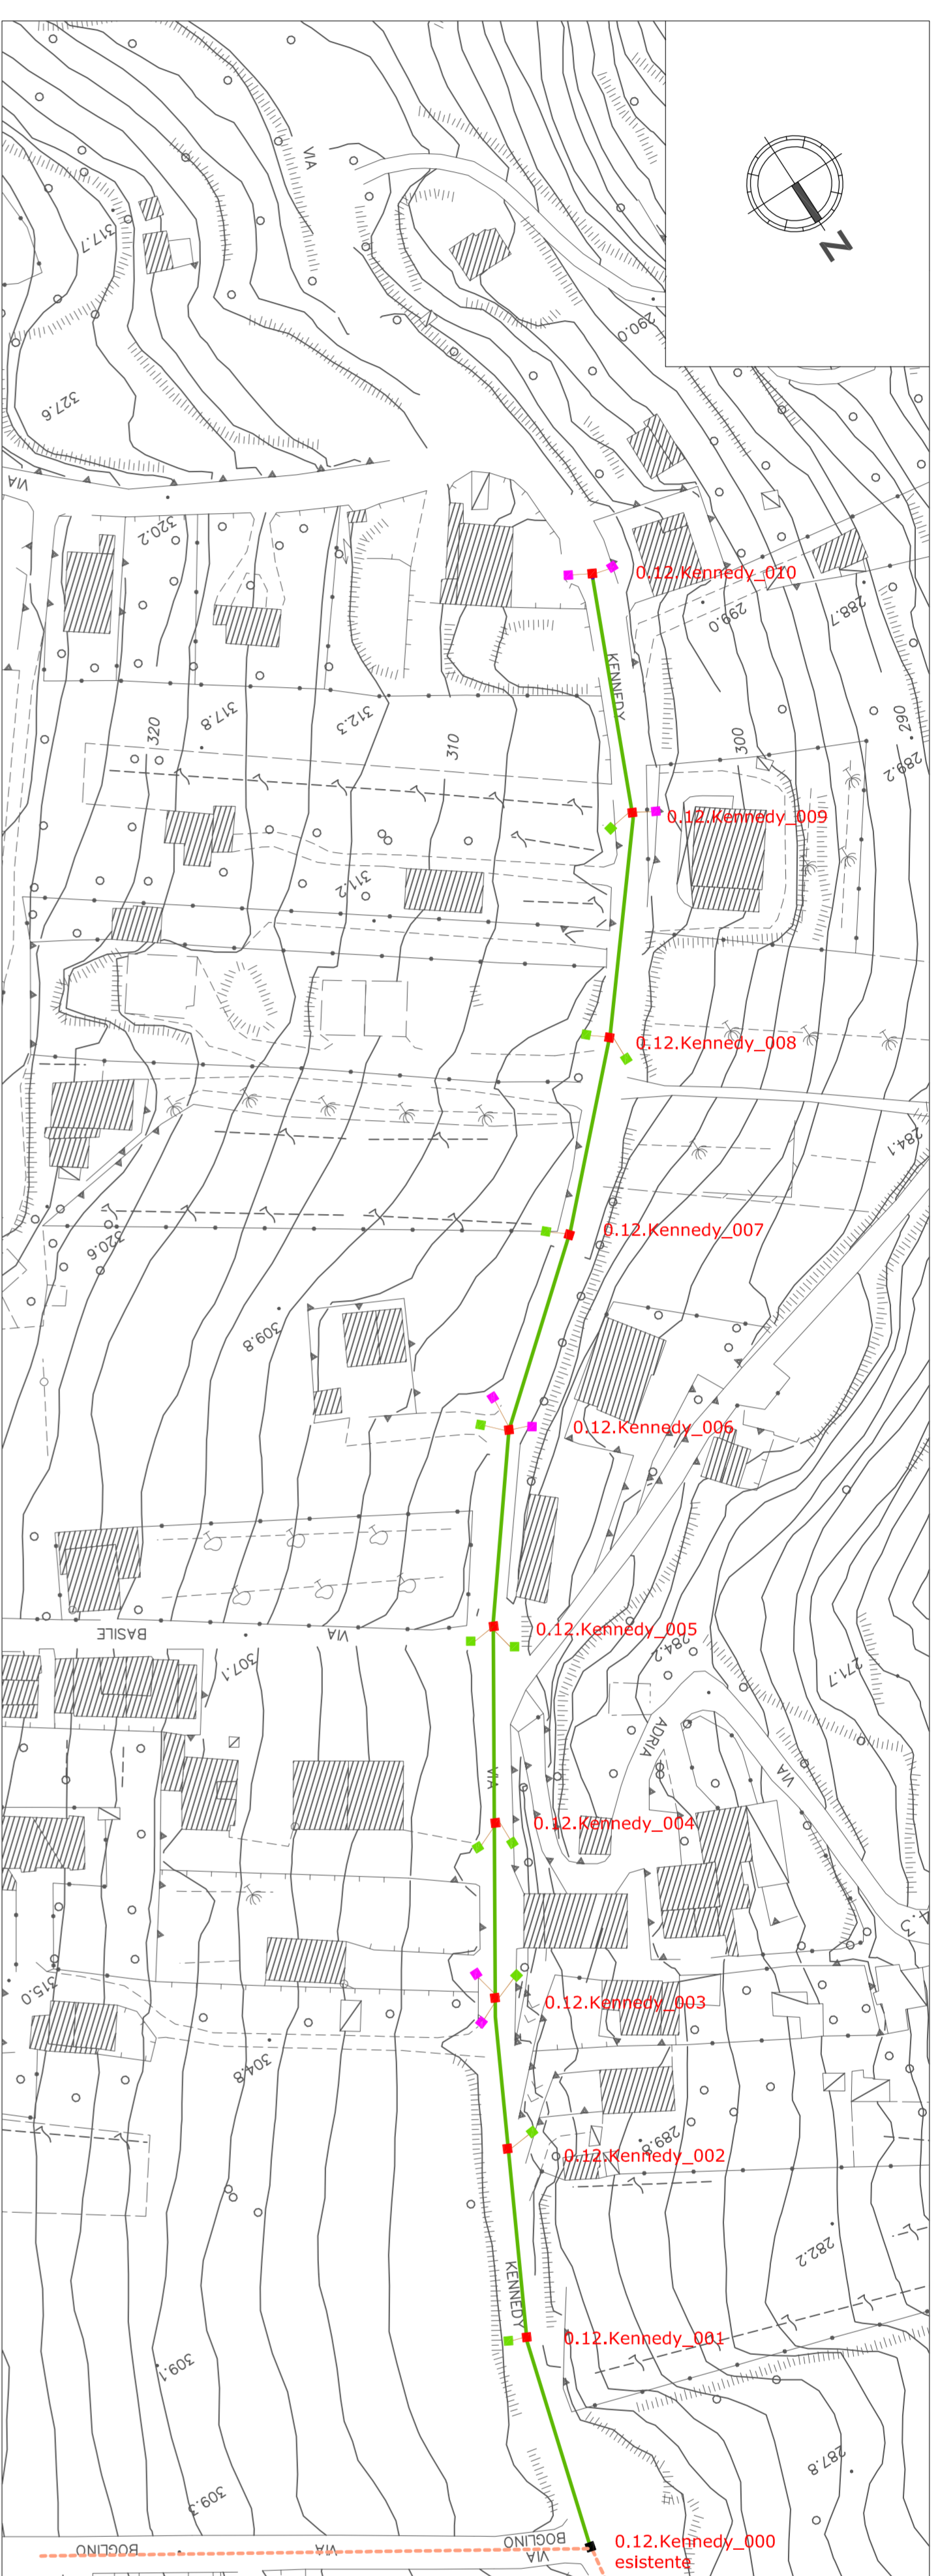 VIA
317.7
N
290.0
327.6
VIA
320.2
0.12.Kennedy_010
299.0
288.7
KENNEDY
317.8
312.3
320
310
300
290
289.2
0.12.Kennedy_009
311.2
0.12.Kennedy_008
284.1
0.12.Kennedy_007
320.6
309.8
0.12.Kennedy_006
0.12.Kennedy_005
BASILE
VIA
284.2
307.1
271.7
ADRIA
VIA
VIA
0.12.Kennedy_004
315.0
0.12.Kennedy_003
304.8
289.8
0.12.Kennedy_002
282.2
KENNEDY
0.12.Kennedy_001
309.1
287.8
309.3
0.12.Kennedy_000
esistente
BOGLINO
VIA
BOGLINO
VIA